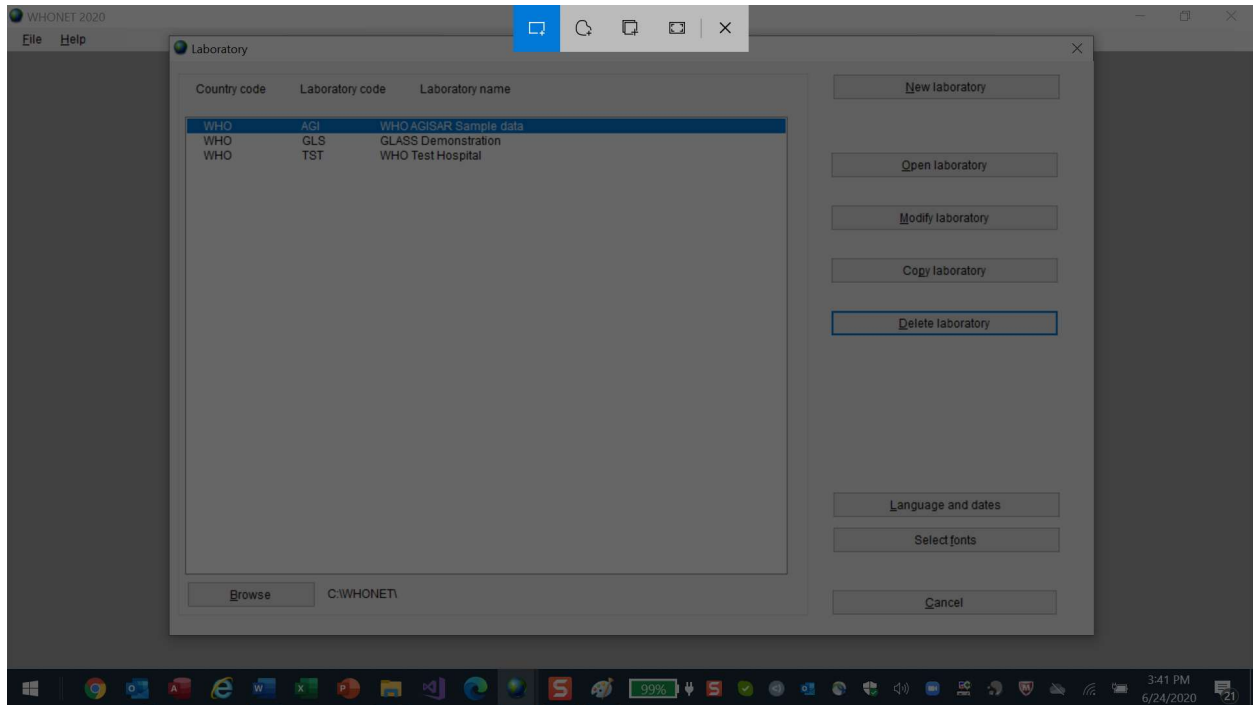 WHONET 2020
File Help
Laboratory
Country code Laboratory code Laboratory name
WHO AGI WHO AGISAR Sample data
WHO GLS GLASS Demonstration
WHO TST WHO Test Hospital
New laboratory
Open laboratory
Modify laboratory
Copy laboratory
Delete laboratory
Language and dates
Select fonts
Browse C:\WHONET\
Cancel
99%
3:41 PM
6/24/2020
21